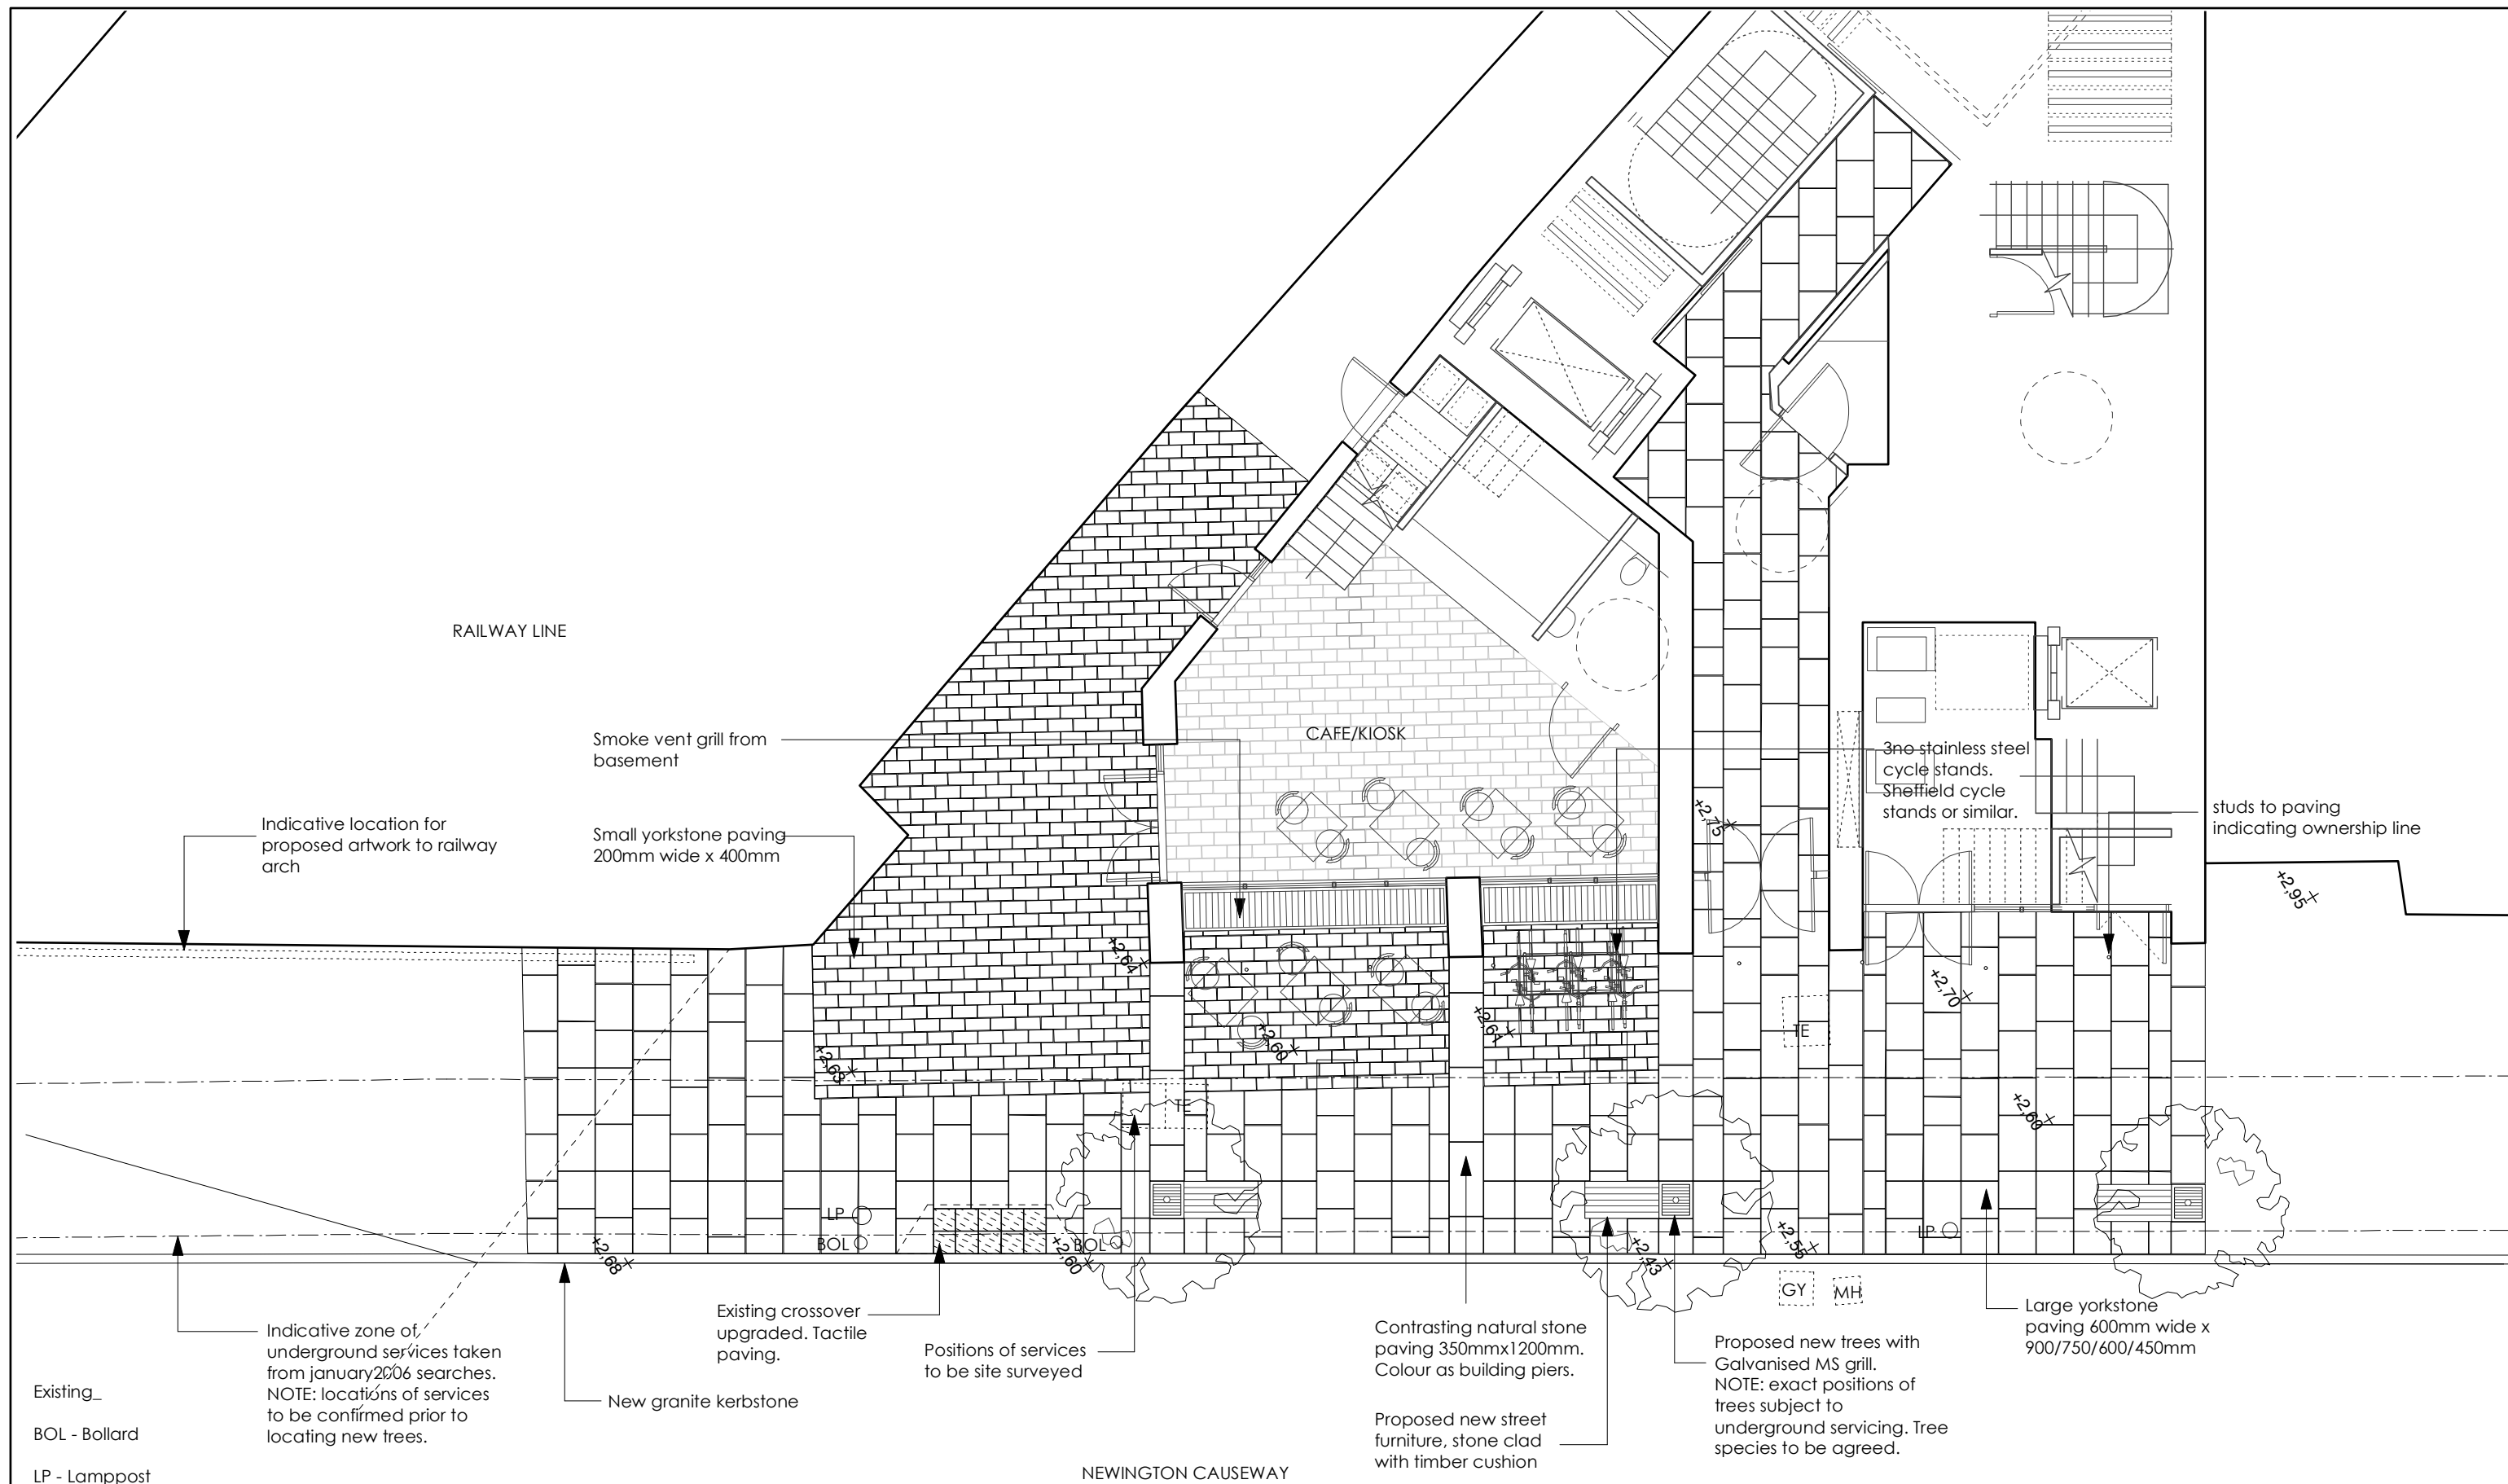 RAILWAY LINE
Smoke vent grill from
basement
CAFE/KIOSK
3no stainless steel
cycle stands.
Sheffield cycle
stands or similar.
studs to paving
indicating ownership line
Indicative location for
proposed artwork to railway
arch
Small yorkstone paving
200mm wide x 400mm
+2,75
+2,95
+2,64
+2,70
+2,63
+2,60
+2,61
TE
TE
+2,60
LP
BOL
BOL
LP
+2,68
+2,60
+2,43
+2,55
GY
MH
Indicative zone of
underground services taken
from january2006 searches.
NOTE: locations of services
to be confirmed prior to
locating new trees.
Existing crossover
upgraded. Tactile
paving.
Positions of services
to be site surveyed
New granite kerbstone
Contrasting natural stone
paving 350mmx1200mm.
Colour as building piers.
Proposed new street
furniture, stone clad
with timber cushion
Proposed new trees with
Galvanised MS grill.
NOTE: exact positions of
trees subject to
underground servicing. Tree
species to be agreed.
Large yorkstone
paving 600mm wide x
900/750/600/450mm
Existing_
BOL - Bollard
LP - Lamppost
NEWINGTON CAUSEWAY